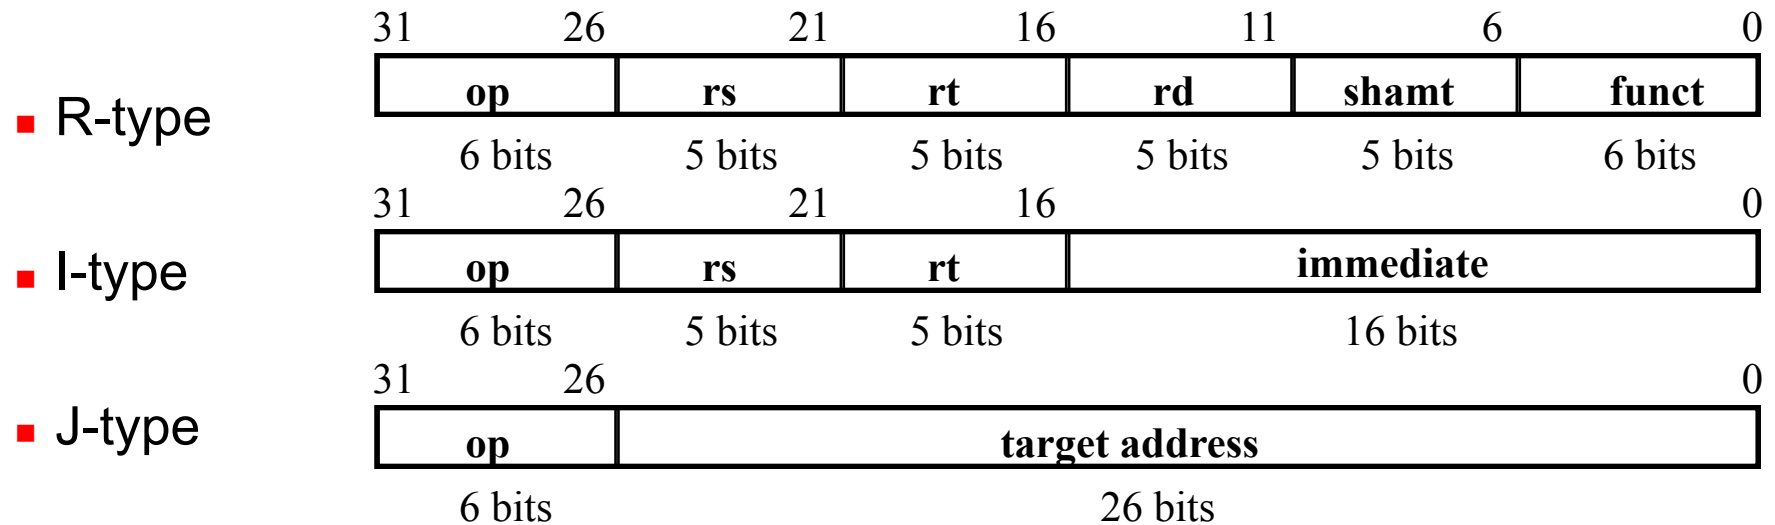 31 26 21 16 11 6 0
R-type op rs rt rd shamt funct
6 bits 5 bits 5 bits 5 bits 5 bits 6 bits
31 26 21 16 0
I-type op rs rt immediate
6 bits 5 bits 5 bits 16 bits
31 26 0
J-type op target address
6 bits 26 bits